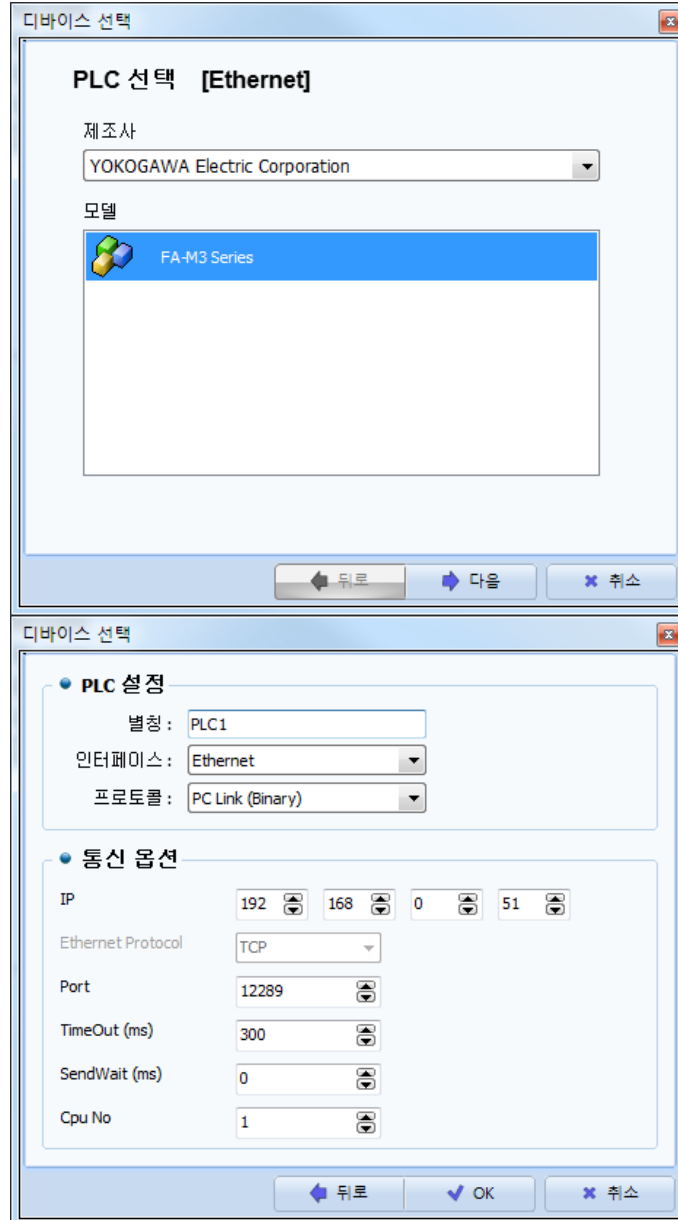 디바이스 선택
PLC 선택 [Ethernet]
제조사
YOKOGAWA Electric Corporation
모델
FA-M3 Series
뒤로 다음 취소
디바이스 선택
PLC 설정
별칭 : PLC1
인터페이스 : Ethernet
프로토콜 : PC Link (Binary)
통신 옵션
IP 192 168 0 51
Ethernet Protocol TCP
Port 12289
TimeOut (ms) 300
SendWait (ms) 0
Cpu No 1
뒤로 OK 취소